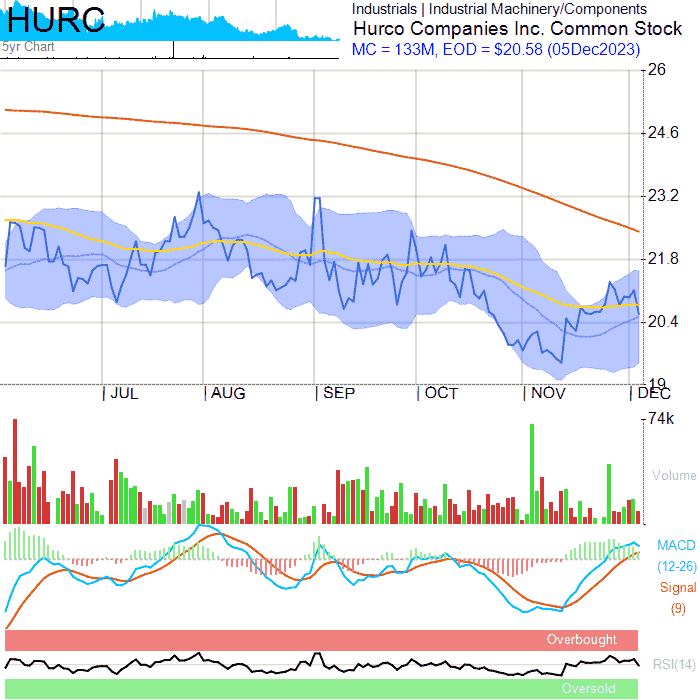 HURC
5yr Chart
Industrials | Industrial Machinery/Components
Hurco Companies Inc. Common Stock
MC = 133M, EOD = $20.58 (05Dec2023)
26
24.6
23.2
21.8
20.4
19
JUL AUG SEP OCT NOV DEC
74k
Volume
MACD
(12-26)
Signal
(9)
Overbought
RSI(14)
Oversold